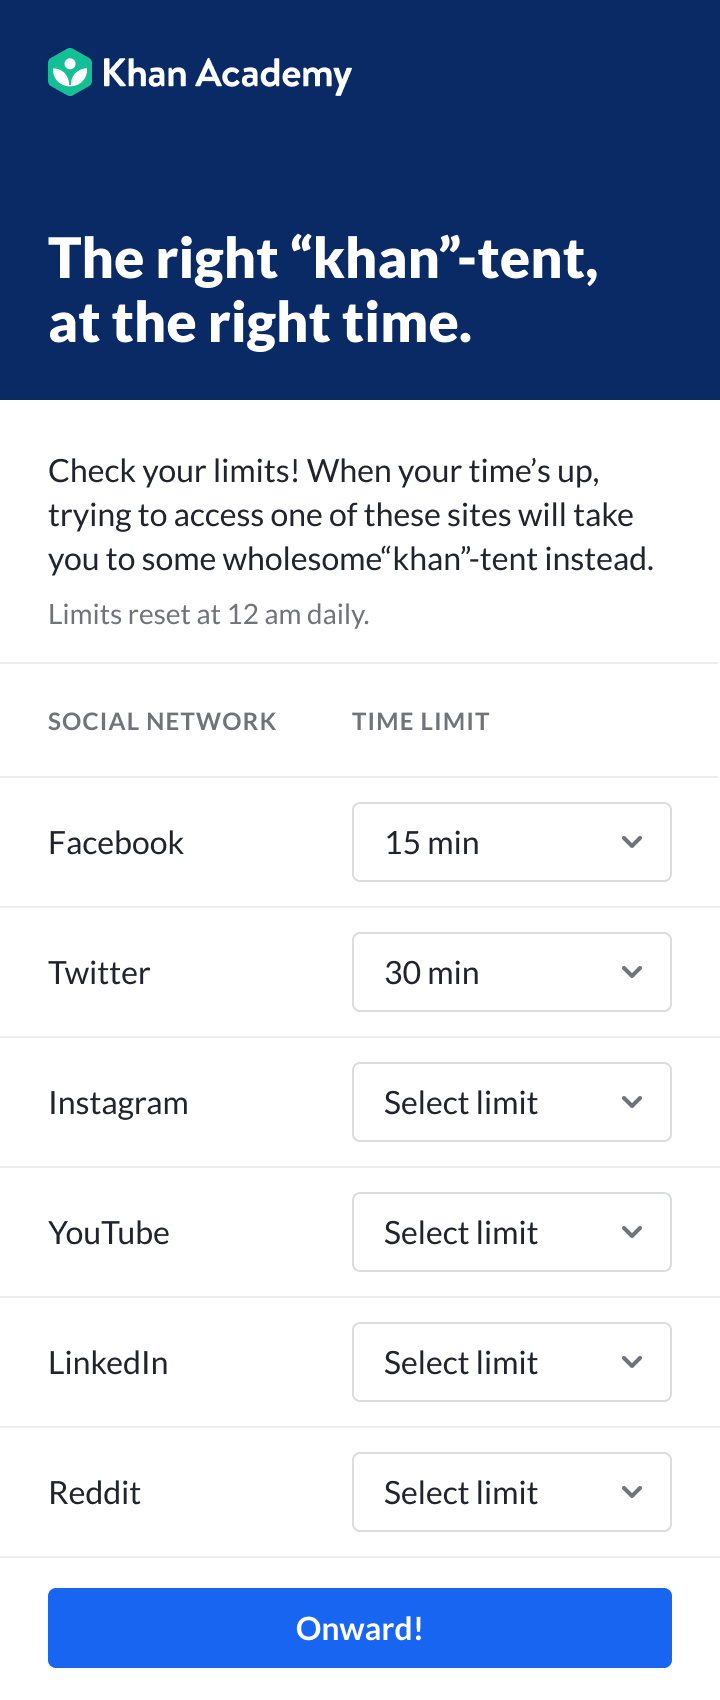 Khan Academy
The right “khan”-tent,
at the right time.
Check your limits! When your time’s up,
trying to access one of these sites will take
you to some wholesome“khan”-tent instead.
Limits reset at 12 am daily.
SOCIAL NETWORK TIME LIMIT
Facebook 15 min
Twitter 30 min
Instagram Select limit
YouTube Select limit
LinkedIn Select limit
Reddit Select limit
Onward!